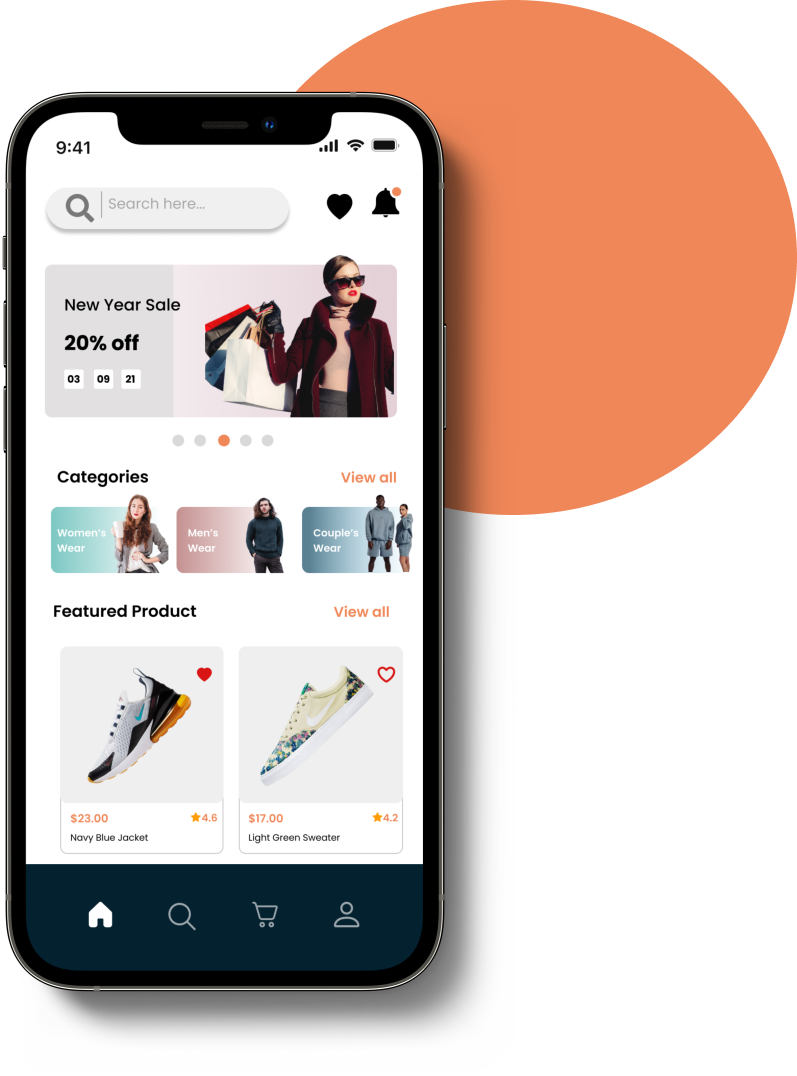 9:41
Search here...
New Year Sale
20% off
03 09 21
Categories View all
Women's
Wear
Men's
Wear
Couple's
Wear
Featured Product View all
$23.00 4.6
Navy Blue Jacket
$17.00 4.2
Light Green Sweater